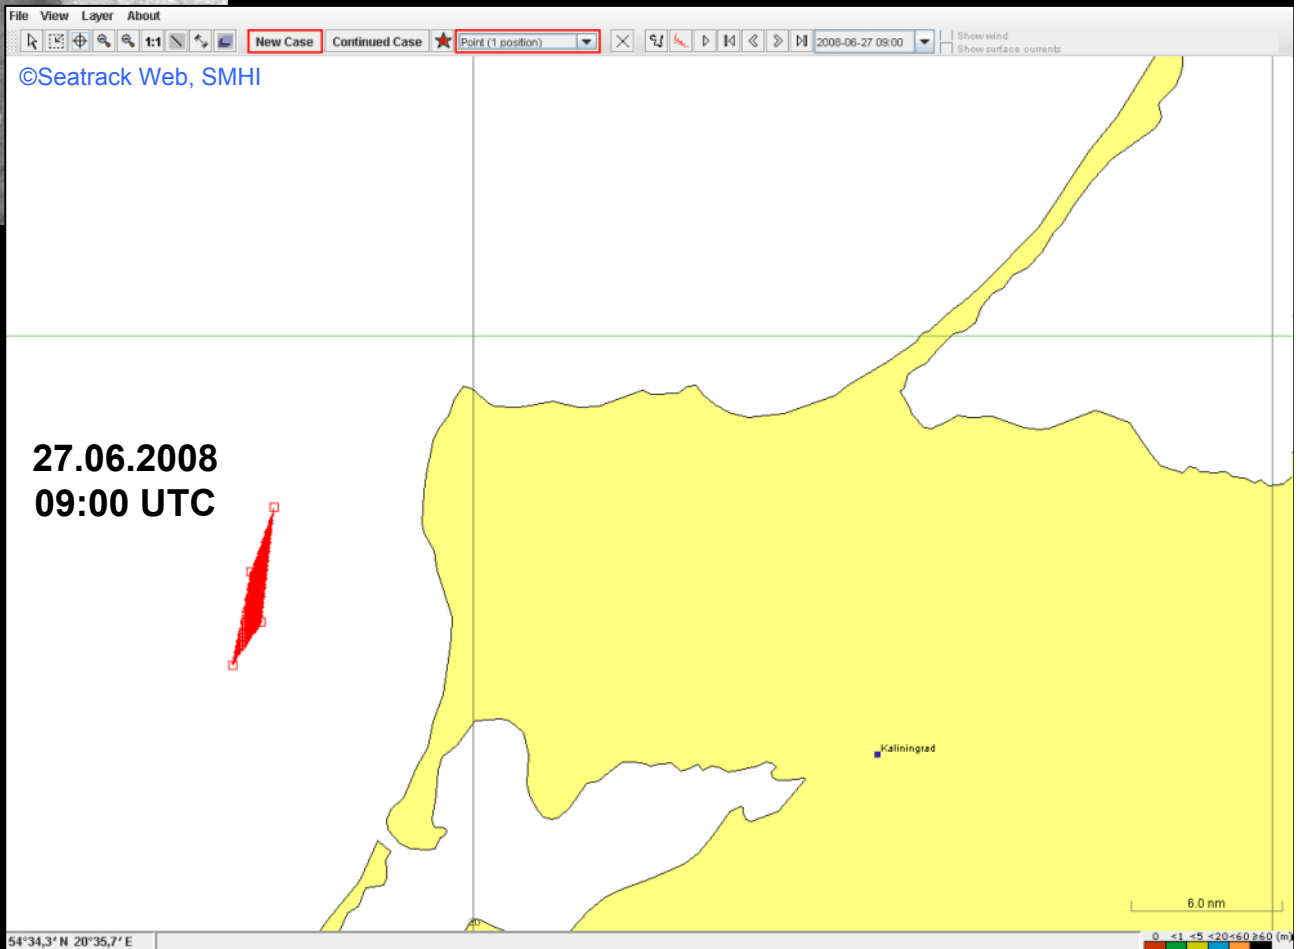 File View Layer About
1:1 New Case Continued Case Point (1 position) 2008-06-27 09:00 Show wind
Show surface currents
©Seatrack Web, SMHI
27.06.2008
09:00 UTC
Kaliningrad
6.0 nm
20
54°34,3' N 20°35,7' E
0 <1 <5 <20<60 ≥60 (m)